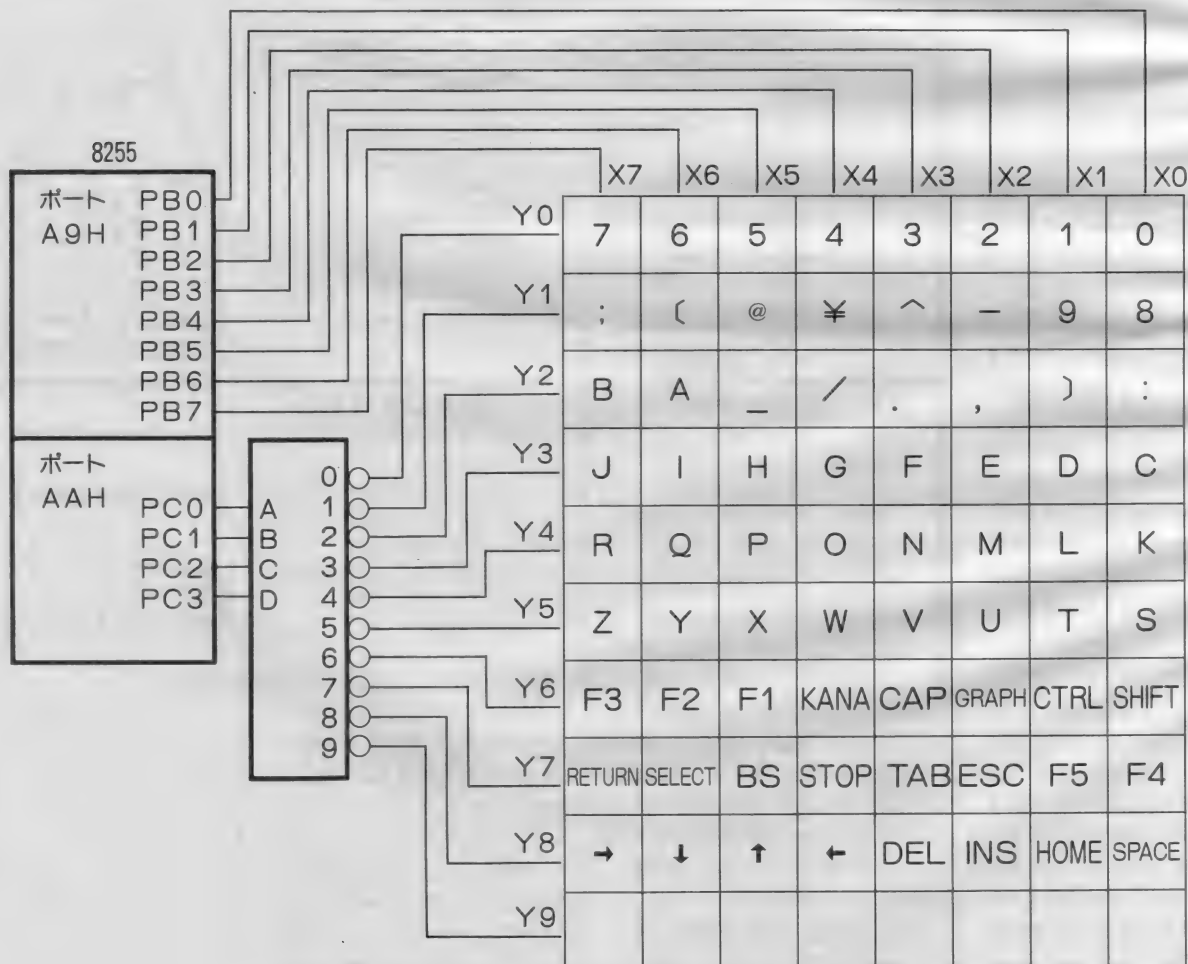 8255
ポート
A9H
PB0
PB1
PB2
PB3
PB4
PB5
PB6
PB7
ポート
AAH
PC0
PC1
PC2
PC3
A
B
C
D
0
1
2
3
4
5
6
7
8
9
X7 X6 X5 X4 X3 X2 X1 X0
Y0 7 6 5 4 3 2 1 0
Y1 ; 〔 @ ¥ ^ − 9 8
Y2 B A _ / . , 〕 :
Y3 J I H G F E D C
Y4 R Q P O N M L K
Y5 Z Y X W V U T S
Y6 F3 F2 F1 KANA CAP GRAPH CTRL SHIFT
Y7 RETURN SELECT BS STOP TAB ESC F5 F4
Y8 → ↓ ↑ ← DEL INS HOME SPACE
Y9